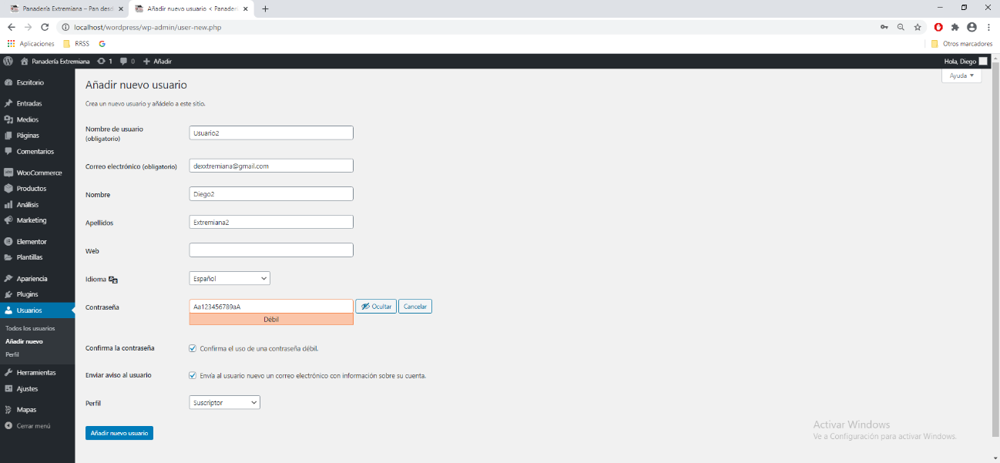 Panadería Extremiana – Pan desd
Añadir nuevo usuario < Panadería
localhost/wordpress/wp-admin/user-new.php
Aplicaciones
RRSS
Otros marcadores
Panadería Extremiana
1
0
Añadir
Hola, Diego
Ayuda
Escritorio
Entradas
Medios
Páginas
Comentarios
WooCommerce
Productos
Análisis
Marketing
Elementor
Plantillas
Apariencia
Plugins
Usuarios
Todos los usuarios
Añadir nuevo
Perfil
Herramientas
Ajustes
Mapas
Cerrar menú
Añadir nuevo usuario
Crea un nuevo usuario y añádelo a este sitio.
Nombre de usuario
(obligatorio)
Usuario2
Correo electrónico (obligatorio)
dexxtremiana@gmail.com
Nombre
Diego2
Apellidos
Extremiana2
Web
Idioma
Español
Contraseña
Aa123456789aA
Ocultar
Cancelar
Débil
Confirma la contraseña
Confirma el uso de una contraseña débil.
Enviar aviso al usuario
Envía al usuario nuevo un correo electrónico con información sobre su cuenta.
Perfil
Suscriptor
Añadir nuevo usuario
Activar Windows
Ve a Configuración para activar Windows.